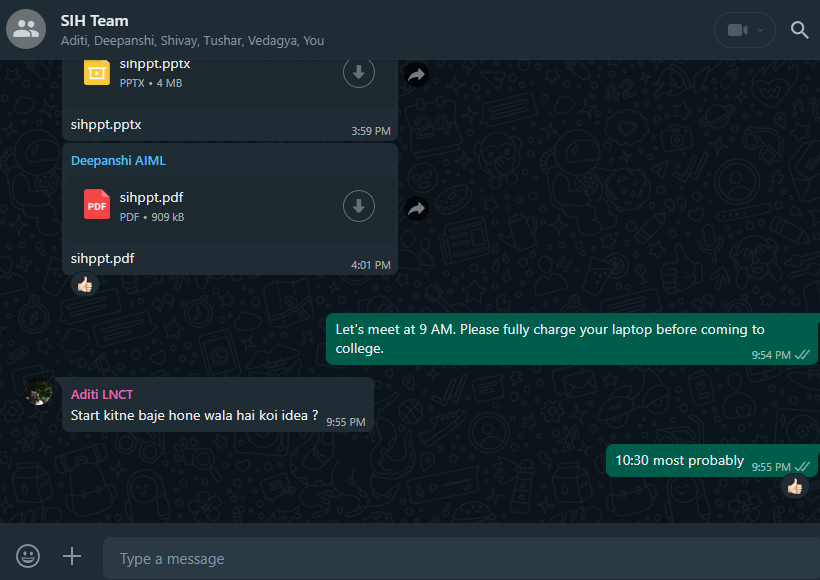 SIH Team
Aditi, Deepanshi, Shivay, Tushar, Vedagya, You
sihppt.pptx
PPTX • 4 MB
sihppt.pptx
3:59 PM
Deepanshi AIML
PDF
sihppt.pdf
PDF • 909 kB
sihppt.pdf
4:01 PM
Let's meet at 9 AM. Please fully charge your laptop before coming to
college.
9:54 PM
Aditi LNCT
Start kitne baje hone wala hai koi idea ?
9:55 PM
10:30 most probably
9:55 PM
Type a message